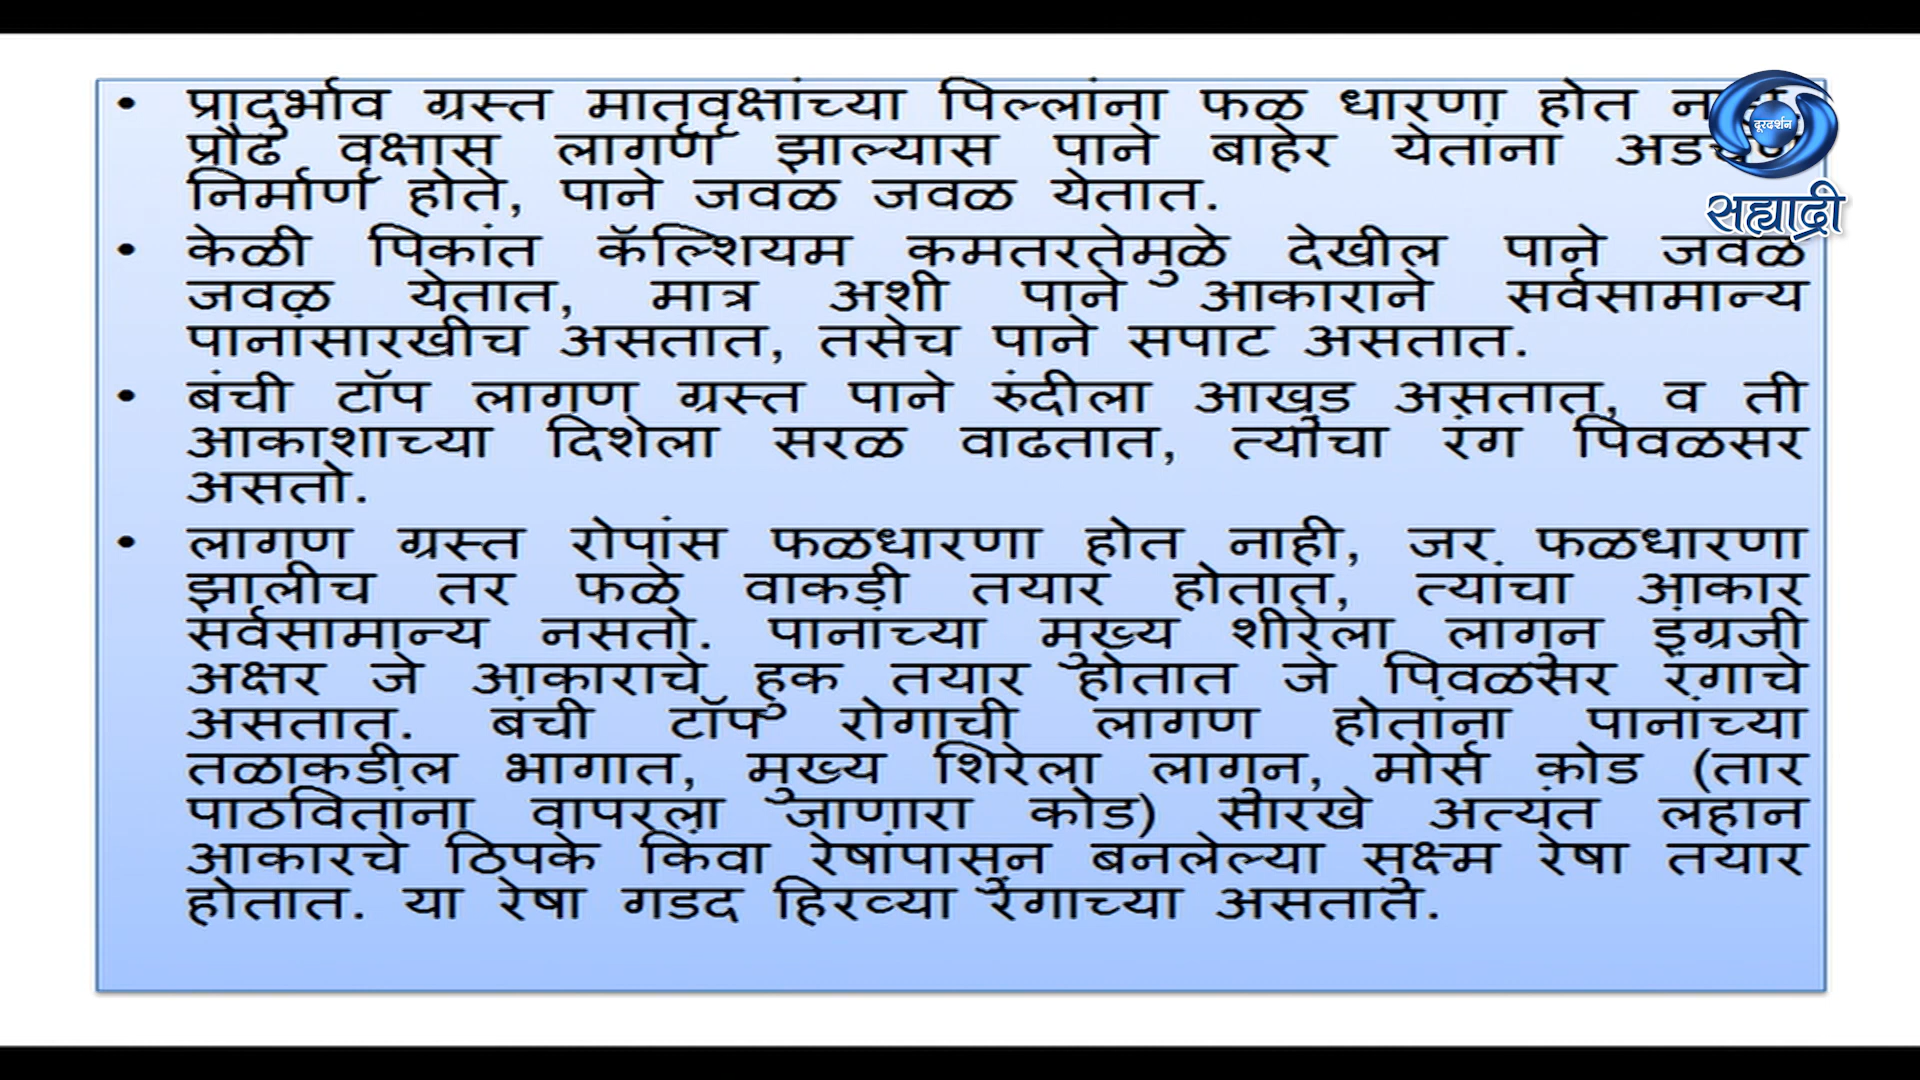 • प्रादुर्भाव ग्रस्त मातृवृक्षांच्या पिल्लांना फळ धारणा होत
प्रौढ वृक्षास लागण झाल्यास पाने बाहेर येतांना
निर्माण होते, पाने जवळ जवळ येतात.
• केळी पिकांत कॅल्शियम कमतरतेमुळे देखील पाने जवळ
जवळ येतात, मात्र अशी पाने आकाराने सर्वसामान्य
पानांसारखीच असतात, तसेच पाने सपाट असतात.
• बंची टॉप लागण ग्रस्त पाने रुंदीला आखुड असतात, व ती
आकाशाच्या दिशेला सरळ वाढतात, त्यांचा रंग पिवळसर
असतो.
• लागण ग्रस्त रोपांस फळधारणा होत नाही, जर फळधारणा
झालीच तर फळे वाकडी तयार होतात, त्यांचा आकार
सर्वसामान्य नसतो. पानांच्या मुख्य शीरेला लागुन इंग्रजी
अक्षर जे आकाराचे हुक तयार होतात जे पिवळसर रंगाचे
असतात. बंची टॉप रोगाची लागण होतांना पानांच्या
तळाकडील भागात, मुख्य शिरेला लागुन, मोर्स कोड (तार
पाठवितांना वापरला जाणारा कोड) सारखे अत्यंत लहान
आकारचे ठिपके किंवा रेषांपासुन बनलेल्या सुक्ष्म रेषा तयार
होतात. या रेषा गडद हिरव्या रंगाच्या असतात.
दूरदर्शन
सह्याद्री